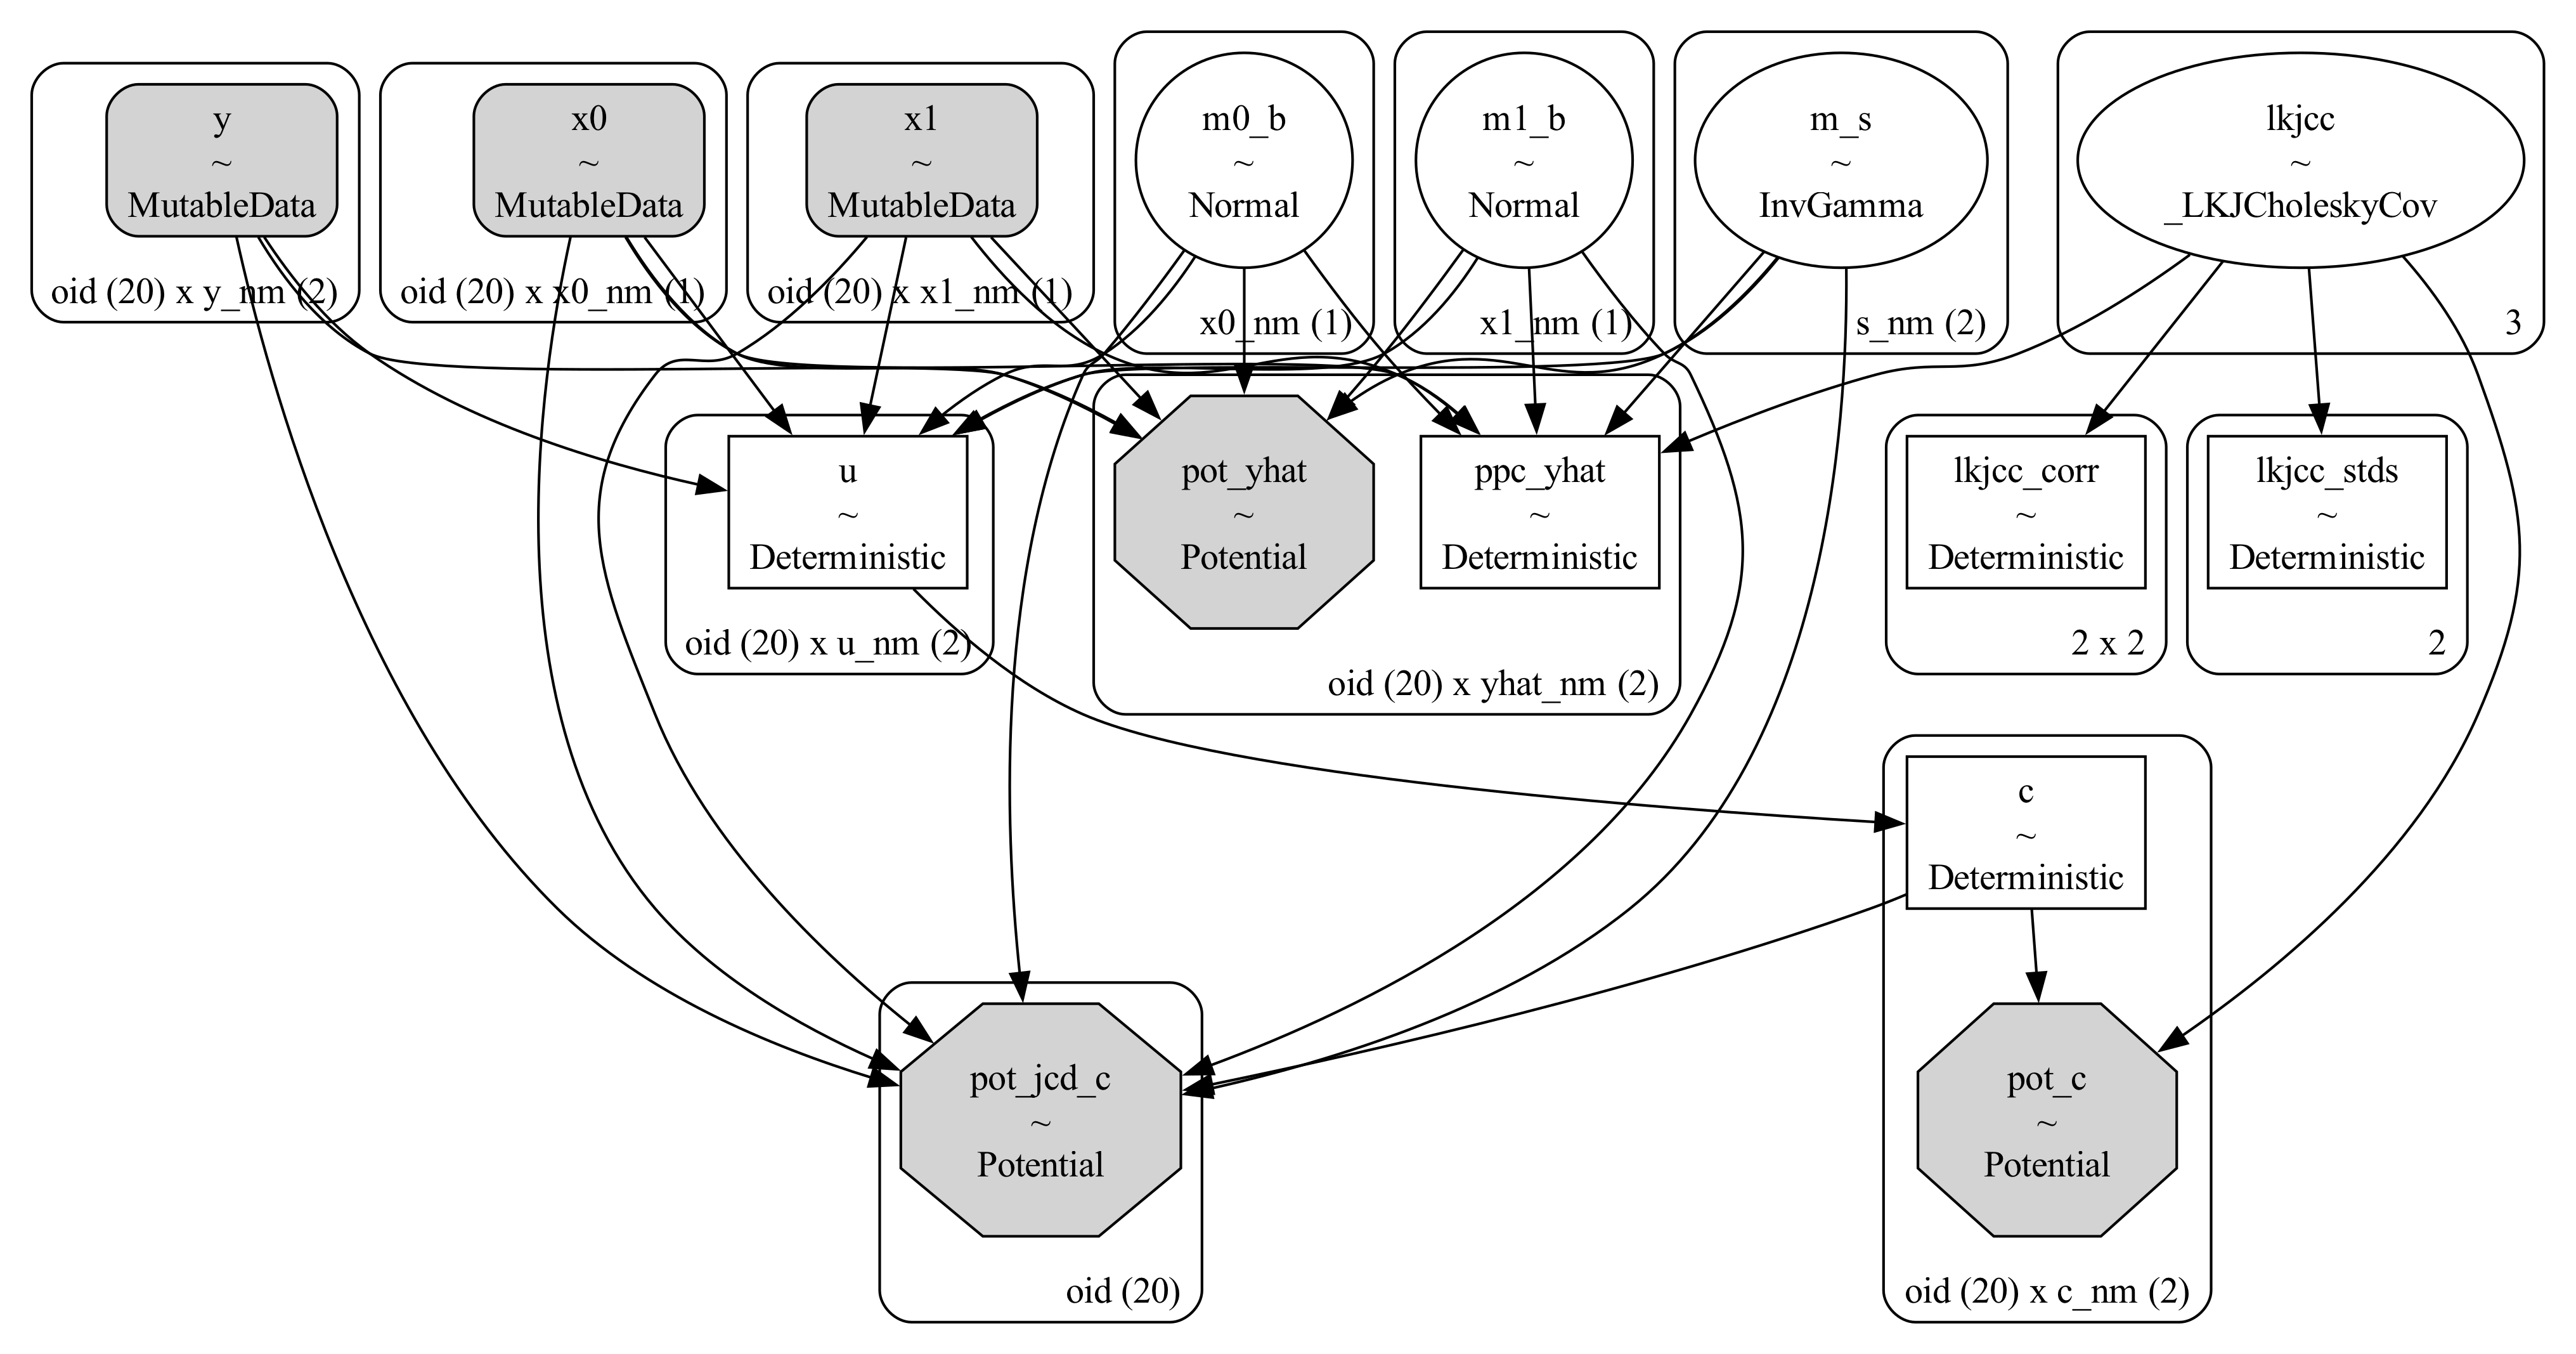 y
~
MutableData
oid (20) x y_nm (2)
x0
~
MutableData
oid (20) x x0_nm (1)
x1
~
MutableData
oid (20) x x1_nm (1)
m0_b
~
Normal
x0_nm (1)
m1_b
~
Normal
x1_nm (1)
m_s
~
InvGamma
s_nm (2)
lkjcc
~
_LKJCholeskyCov
3
u
~
Deterministic
oid (20) x u_nm (2)
pot_yhat
~
Potential
ppc_yhat
~
Deterministic
oid (20) x yhat_nm (2)
lkjcc_corr
~
Deterministic
2 x 2
lkjcc_stds
~
Deterministic
2
c
~
Deterministic
pot_jcd_c
~
Potential
oid (20)
pot_c
~
Potential
oid (20) x c_nm (2)